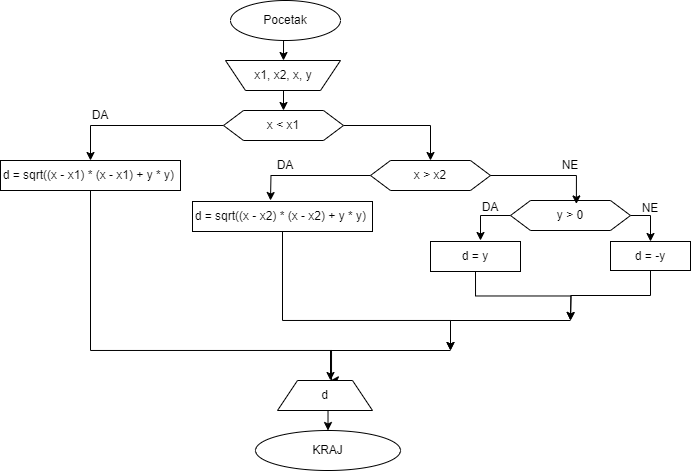 Pocetak
x1, x2, x, y
x < x1
DA
d = sqrt((x - x1) * (x - x1) + y * y)
x > x2
DA
NE
d = sqrt((x - x2) * (x - x2) + y * y)
y > 0
DA
NE
d = y
d = -y
d
KRAJ